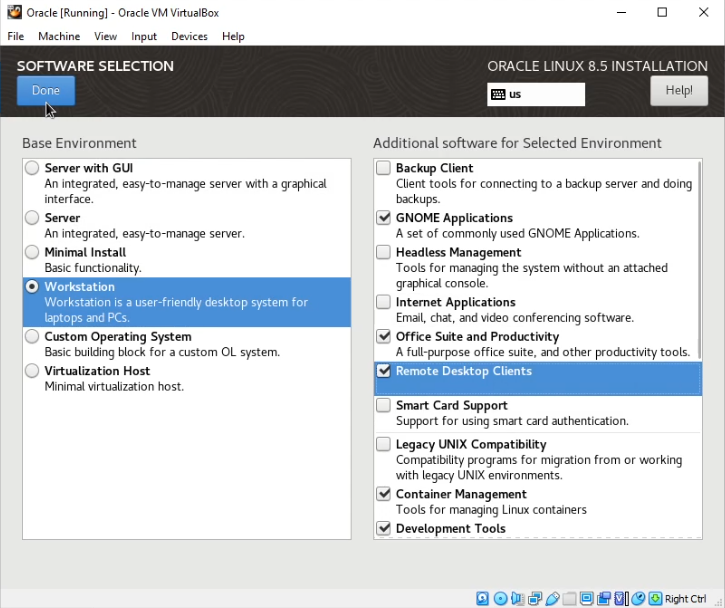 Oracle [Running] - Oracle VM VirtualBox
File Machine View Input Devices Help
SOFTWARE SELECTION
Done
ORACLE LINUX 8.5 INSTALLATION
us
Help!
Base Environment
Server with GUI
An integrated, easy-to-manage server with a graphical
interface.
Server
An integrated, easy-to-manage server.
Minimal Install
Basic functionality.
Workstation
Workstation is a user-friendly desktop system for
laptops and PCs.
Custom Operating System
Basic building block for a custom OL system.
Virtualization Host
Minimal virtualization host.
Additional software for Selected Environment
Backup Client
Client tools for connecting to a backup server and doing
backups.
GNOME Applications
A set of commonly used GNOME Applications.
Headless Management
Tools for managing the system without an attached
graphical console.
Internet Applications
Email, chat, and video conferencing software.
Office Suite and Productivity
A full-purpose office suite, and other productivity tools.
Remote Desktop Clients
Smart Card Support
Support for using smart card authentication.
Legacy UNIX Compatibility
Compatibility programs for migration from or working
with legacy UNIX environments.
Container Management
Tools for managing Linux containers
Development Tools
Right Ctrl